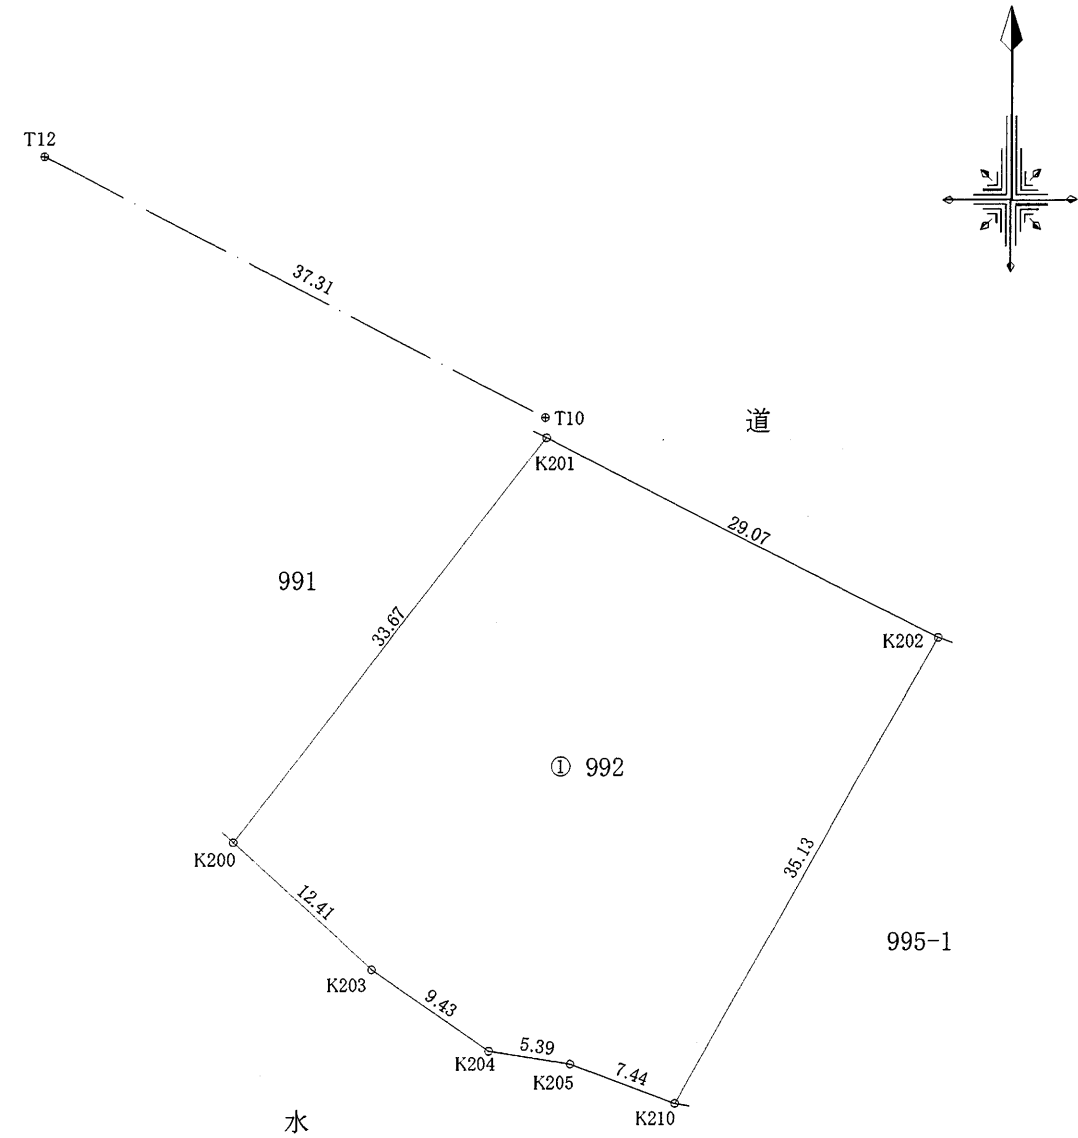 T12
37.31
T10
道
K201
29.07
991
33.67
K202
① 992
35.13
K200
12.41
995-1
K203
9.43
5.39
K204
7.44
K205
K210
水